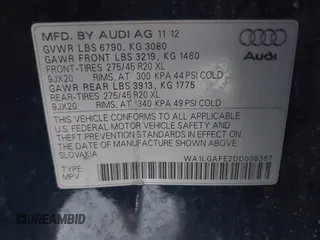 MFD. BY AUDI AG 11 12
GVWR LBS 6790, KG 3080
GAWR FRONT LBS 3219, KG 1460
FRONT-TIRES 275/45 R20 XL
9JX20 RIMS, AT 300 KPA 44 PSI COLD
GAWR REAR LBS 3913, KG 1775
REAR-TIRES 275/45 R20 XL
9JX20 RIMS, AT 340 KPA 49 PSI COLD
Audi
THIS VEHICLE CONFORMS TO ALL APPLICABLE
U.S. FEDERAL MOTOR VEHICLE SAFETY, BUMPER
AND THEFT PREVENTION STANDARDS IN EFFECT ON
THE DATE OF MANUFACTURE SHOWN ABOVE.
SLOVAKIA WA1LGAFE2DD008367
TYPE:
MPV
DREAMBID